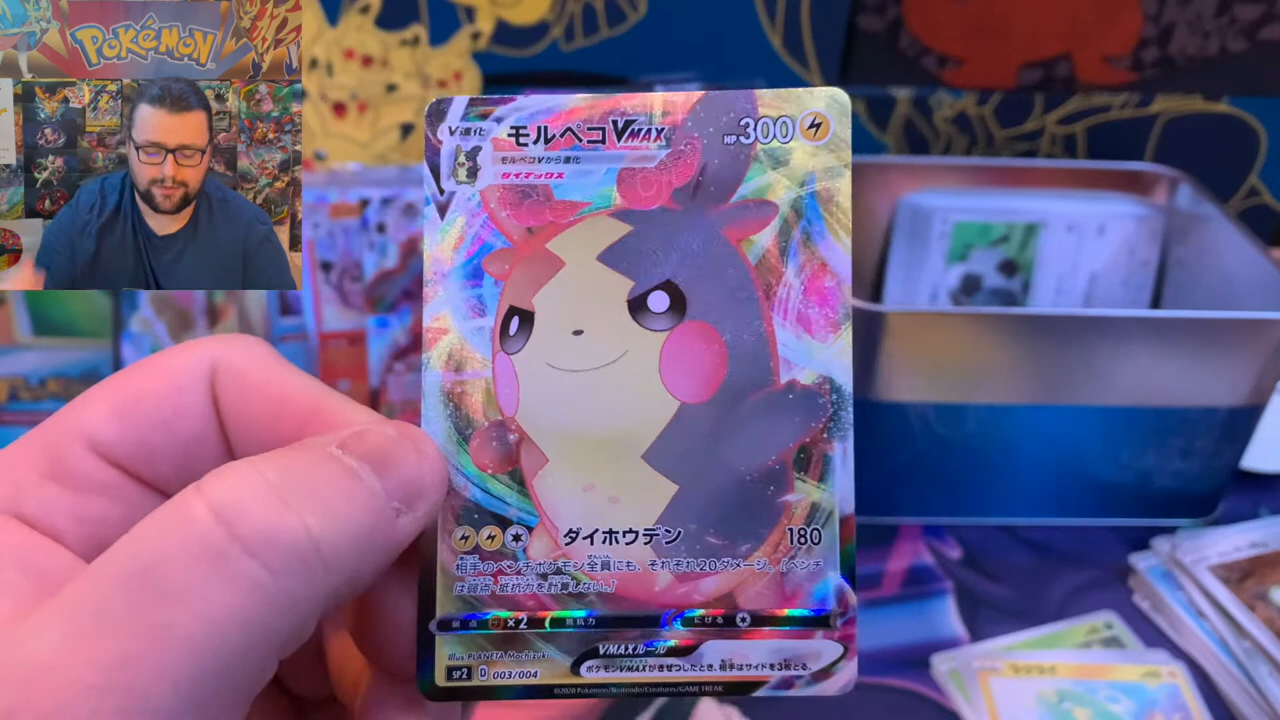 POKéMON
V進化
モルペコVMAX
HP300
モルペコVから進化
ダイマックス
ダイホウデン 180
相手のベンチポケモン全員にも、それぞれ20ダメージ。[ベンチ
は弱点・抵抗力を計算しない。]
弱点 ×2 抵抗力 にげる
Illus. PLANETA Mochizuki
VMAXルール
ポケモンVMAXがきぜつしたとき、相手はサイドを3枚とる。
SP2 D 003/004
©2020 Pokémon/Nintendo/Creatures/GAME FREAK